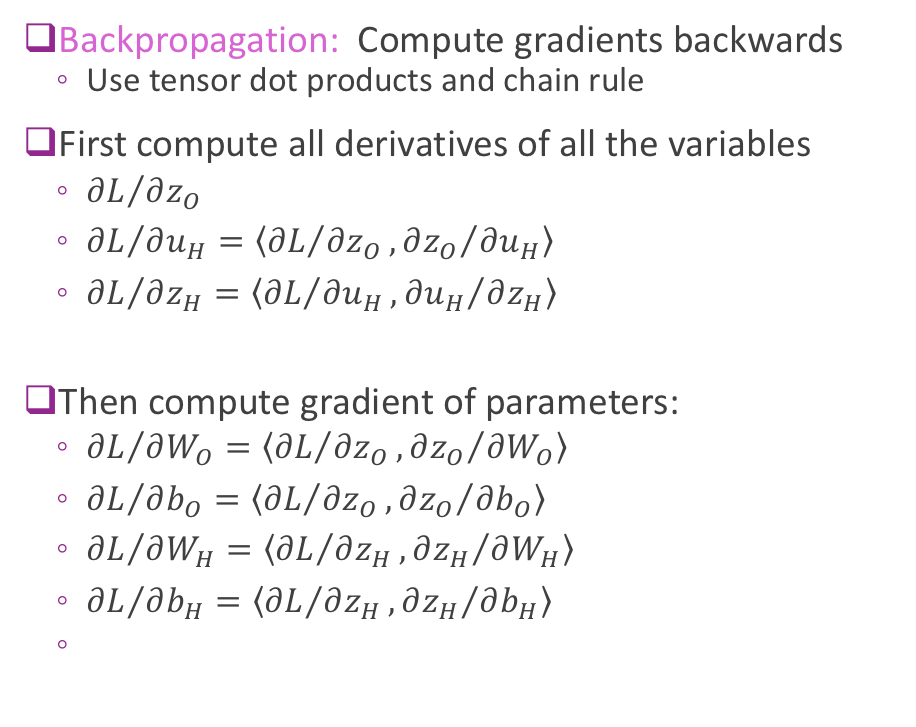 ❑Backpropagation: Compute gradients backwards
◦ Use tensor dot products and chain rule
❑First compute all derivatives of all the variables
◦ ∂L/∂z_O
◦ ∂L/∂u_H = ⟨∂L/∂z_O , ∂z_O/∂u_H⟩
◦ ∂L/∂z_H = ⟨∂L/∂u_H , ∂u_H/∂z_H⟩
❑Then compute gradient of parameters:
◦ ∂L/∂W_O = ⟨∂L/∂z_O , ∂z_O/∂W_O⟩
◦ ∂L/∂b_O = ⟨∂L/∂z_O , ∂z_O/∂b_O⟩
◦ ∂L/∂W_H = ⟨∂L/∂z_H , ∂z_H/∂W_H⟩
◦ ∂L/∂b_H = ⟨∂L/∂z_H , ∂z_H/∂b_H⟩
◦